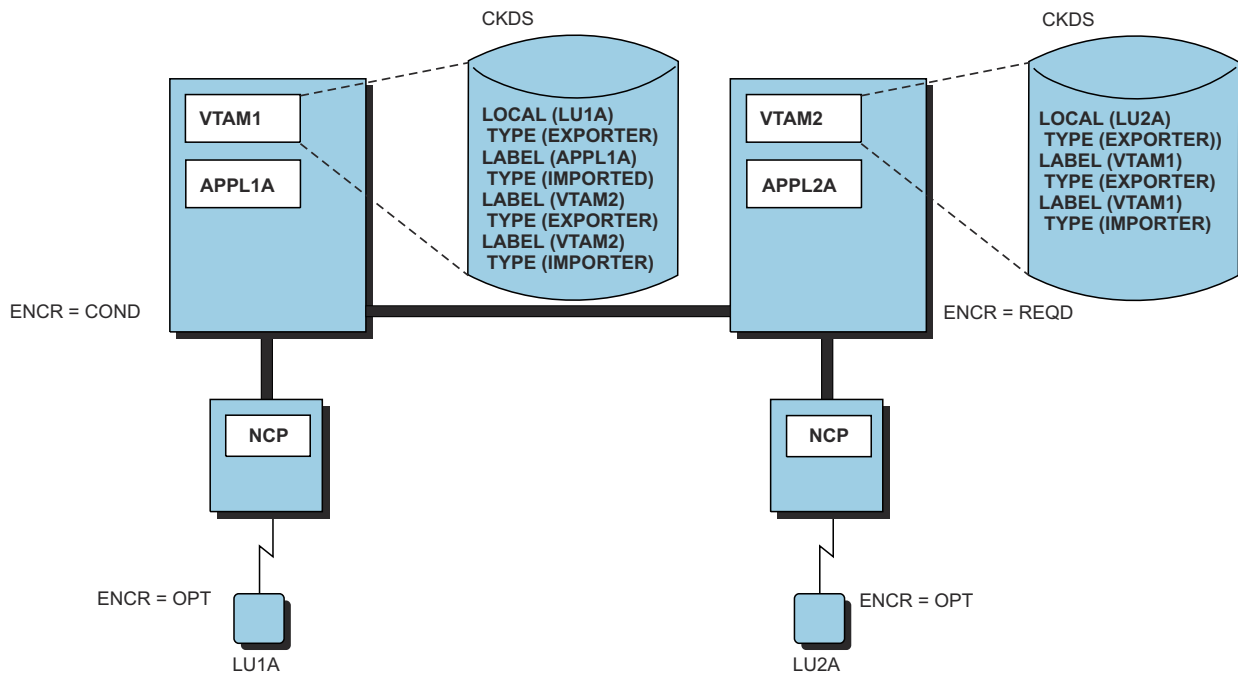 CKDS
VTAM1
APPL1A
LOCAL (LU1A)
TYPE (EXPORTER)
LABEL (APPL1A)
TYPE (IMPORTED)
LABEL (VTAM2)
TYPE (EXPORTER)
LABEL (VTAM2)
TYPE (IMPORTER)
CKDS
VTAM2
APPL2A
LOCAL (LU2A)
TYPE (EXPORTER))
LABEL (VTAM1)
TYPE (EXPORTER)
LABEL (VTAM1)
TYPE (IMPORTER)
ENCR = COND
ENCR = REQD
NCP
NCP
ENCR = OPT
ENCR = OPT
LU1A
LU2A